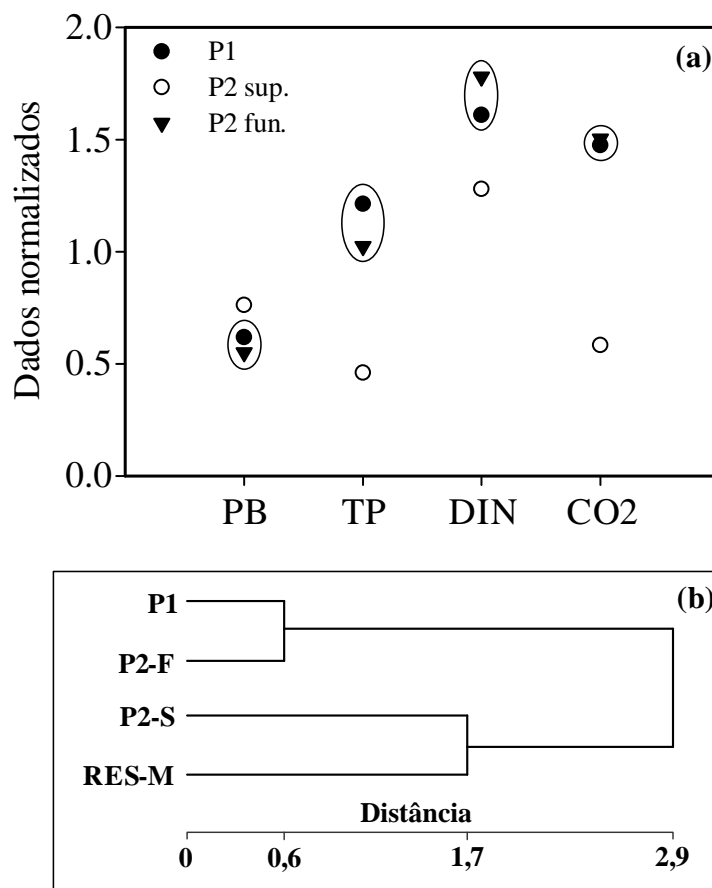 (a)
P1
P2 sup.
P2 fun.
Dados normalizados
2.0
1.5
1.0
0.5
0.0
PB TP DIN CO2
(b)
P1
P2-F
P2-S
RES-M
Distância
0 0,6 1,7 2,9